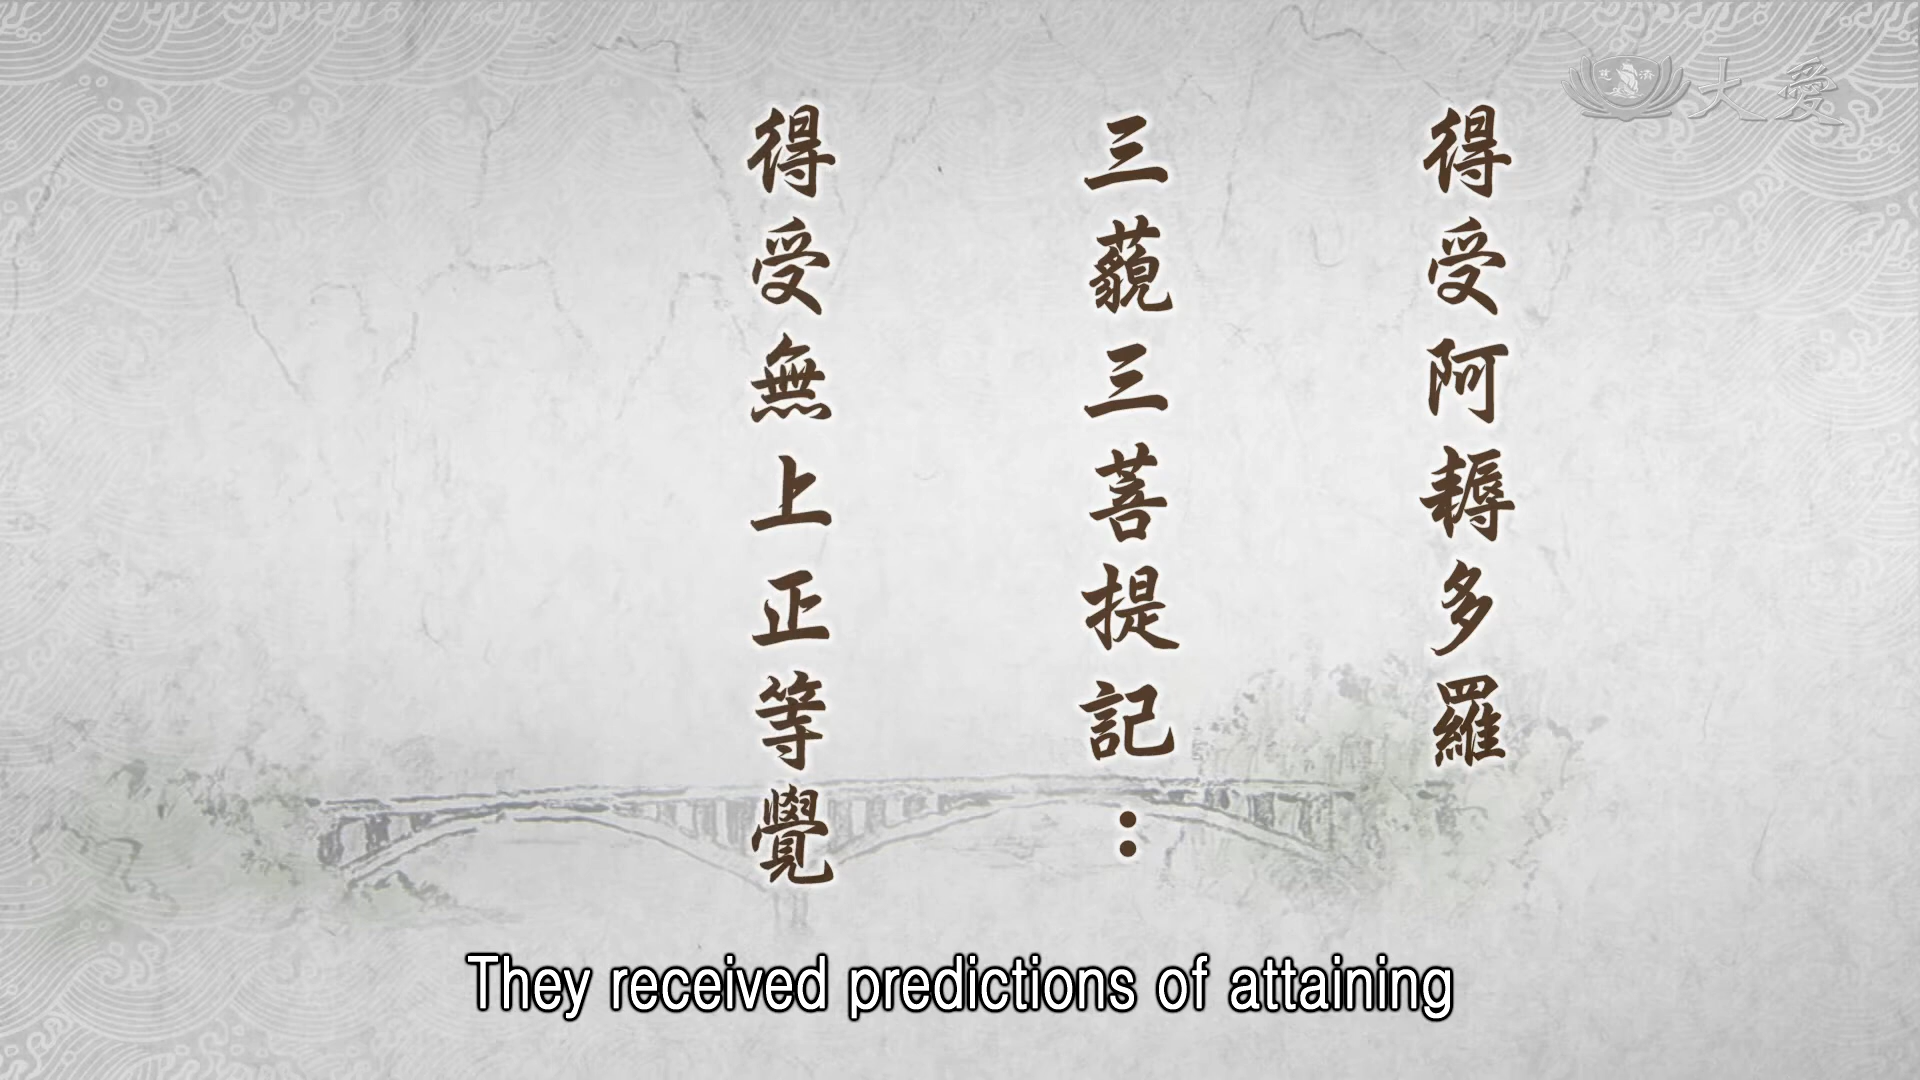 大愛
得受阿耨多羅
三藐三菩提記：
得受無上正等覺
They received predictions of attaining